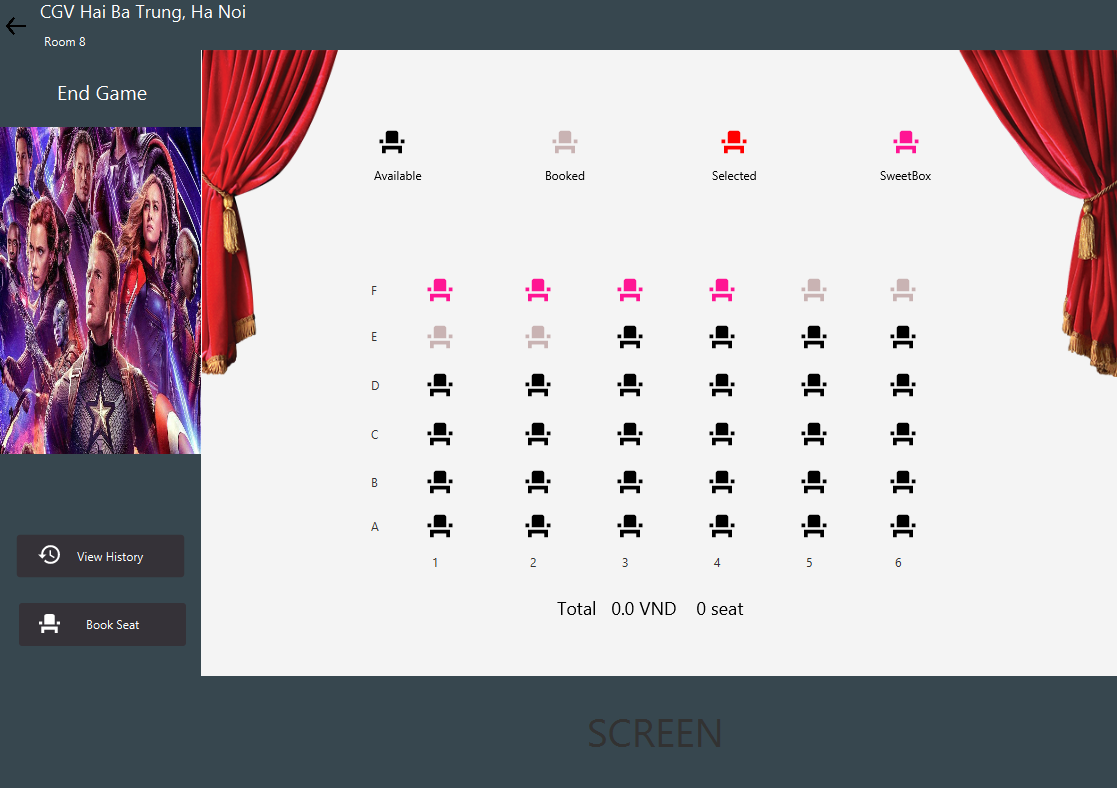 CGV Hai Ba Trung, Ha Noi
Room 8
End Game
Available Booked Selected SweetBox
F
E
D
C
B
A
1 2 3 4 5 6
Total 0.0 VND 0 seat
View History
Book Seat
SCREEN